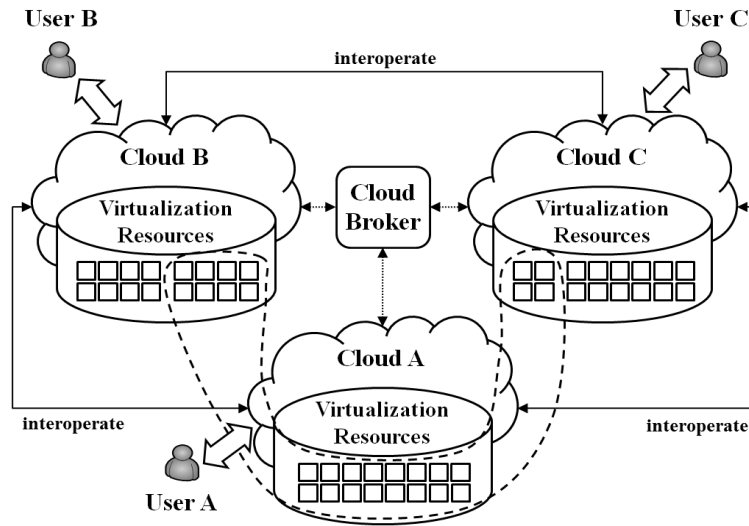 User B
User C
interoperate
Cloud B
Cloud C
Cloud
Broker
Virtualization
Resources
Virtualization
Resources
Cloud A
interoperate
interoperate
Virtualization
Resources
User A